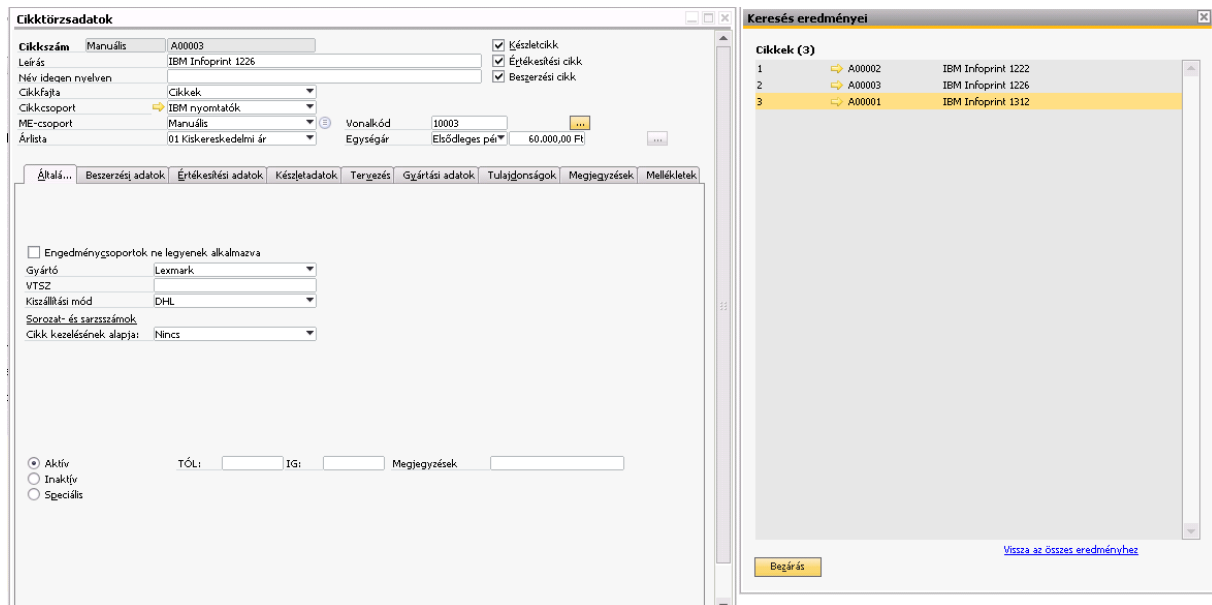 Cikktörzsadatok
Cikkszám Manuális A00003
Készletcikk
Leírás IBM Infoprint 1226
Értékesítési cikk
Név idegen nyelven
Beszerzési cikk
Cikkfajta Cikkek
Cikkcsoport IBM nyomtatók
ME-csoport Manuális Vonalkód 10003 ...
Árlista 01 Kiskereskedelmi ár Egységár Elsődleges pér 60.000,00 Ft ...
Általá... Beszerzési adatok Értékesítési adatok Készletadatok Tervezés Gyártási adatok Tulajdonságok Megjegyzések Mellékletek
Engedménycsoportok ne legyenek alkalmazva
Gyártó Lexmark
VTSZ
Kiszállítási mód DHL
Sorozat- és sarzsszámok
Cikk kezelésének alapja: Nincs
Aktív TÓL: IG: Megjegyzések
Inaktív
Speciális
Keresés eredményei
Cikkek (3)
1 A00002 IBM Infoprint 1222
2 A00003 IBM Infoprint 1226
3 A00001 IBM Infoprint 1312
Vissza az összes eredményhez
Bezárás